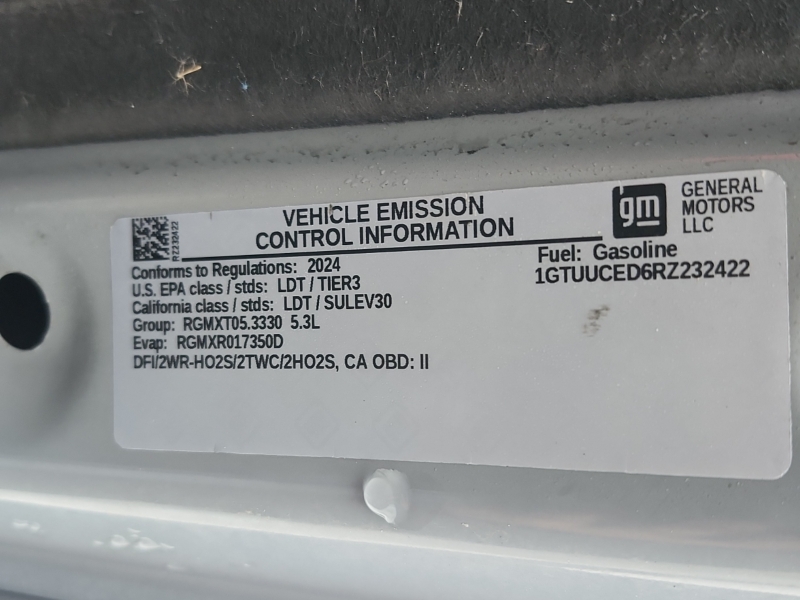 RZ232422
VEHICLE EMISSION
CONTROL INFORMATION
gm
GENERAL
MOTORS
LLC
Conforms to Regulations: 2024
U.S. EPA class / stds: LDT / TIER3
California class / stds: LDT / SULEV30
Group: RGMXT05.3330 5.3L
Evap: RGMXR017350D
DFI/2WR-HO2S/2TWC/2HO2S, CA OBD: II
Fuel: Gasoline
1GTUUCED6RZ232422